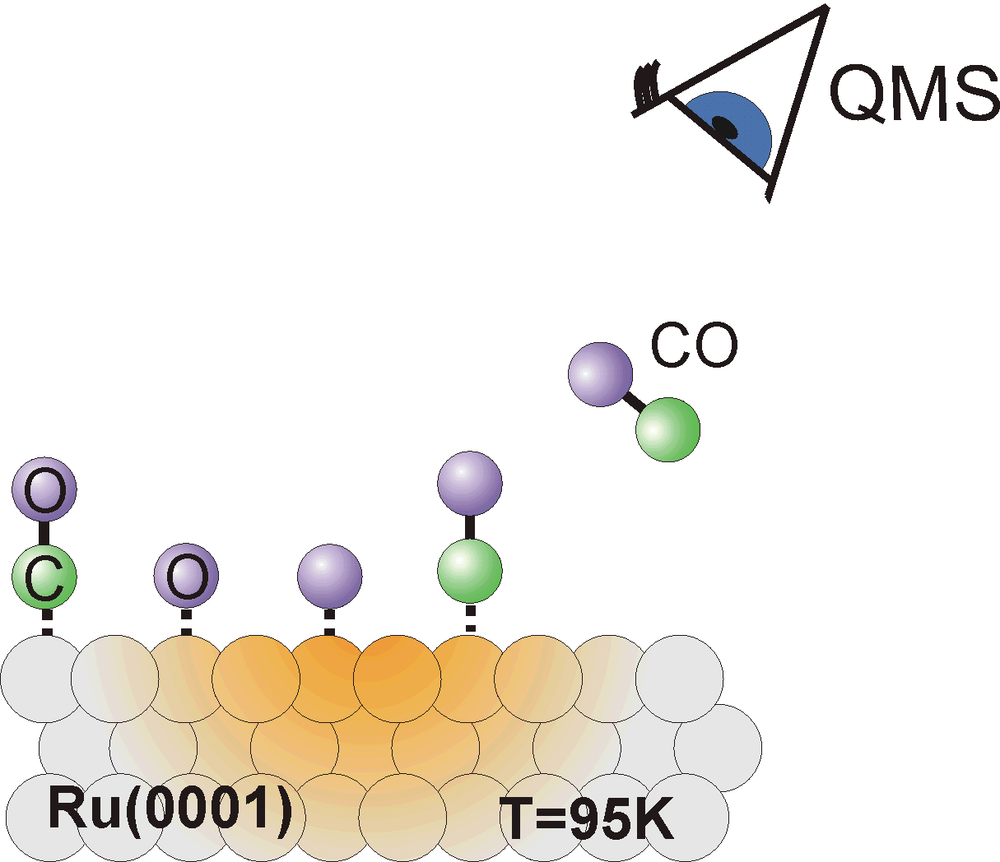 QMS
CO
O
C
O
Ru(0001)
T=95K